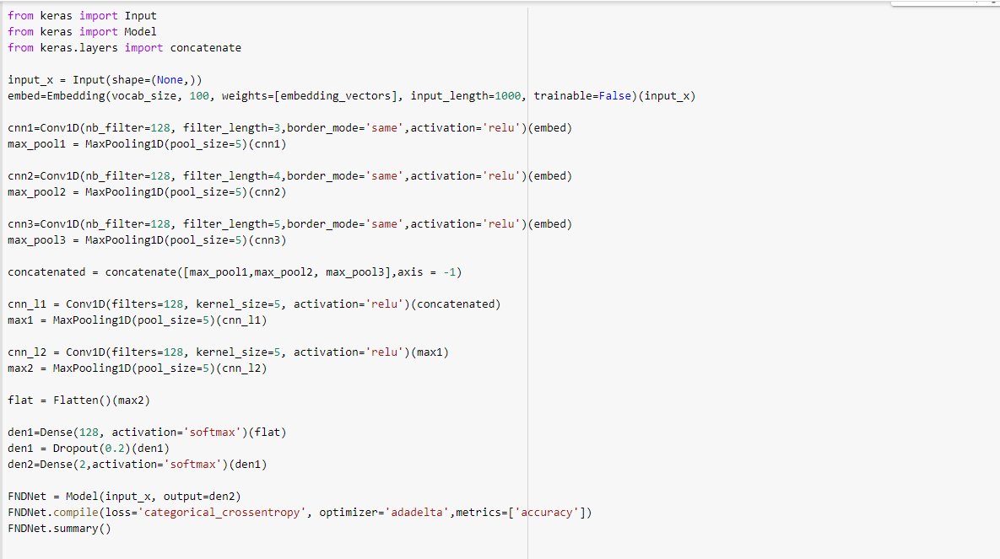 from keras import Input
from keras import Model
from keras.layers import concatenate
input_x = Input(shape=(None,))
embed=Embedding(vocab_size, 100, weights=[embedding_vectors], input_length=1000, trainable=False)(input_x)
cnn1=Conv1D(nb_filter=128, filter_length=3,border_mode='same',activation='relu')(embed)
max_pool1 = MaxPooling1D(pool_size=5)(cnn1)
cnn2=Conv1D(nb_filter=128, filter_length=4,border_mode='same',activation='relu')(embed)
max_pool2 = MaxPooling1D(pool_size=5)(cnn2)
cnn3=Conv1D(nb_filter=128, filter_length=5,border_mode='same',activation='relu')(embed)
max_pool3 = MaxPooling1D(pool_size=5)(cnn3)
concatenated = concatenate([max_pool1,max_pool2, max_pool3],axis = -1)
cnn_l1 = Conv1D(filters=128, kernel_size=5, activation='relu')(concatenated)
max1 = MaxPooling1D(pool_size=5)(cnn_l1)
cnn_l2 = Conv1D(filters=128, kernel_size=5, activation='relu')(max1)
max2 = MaxPooling1D(pool_size=5)(cnn_l2)
flat = Flatten()(max2)
den1=Dense(128, activation='softmax')(flat)
den1 = Dropout(0.2)(den1)
den2=Dense(2,activation='softmax')(den1)
FNDNet = Model(input_x, output=den2)
FNDNet.compile(loss='categorical_crossentropy', optimizer='adadelta',metrics=['accuracy'])
FNDNet.summary()